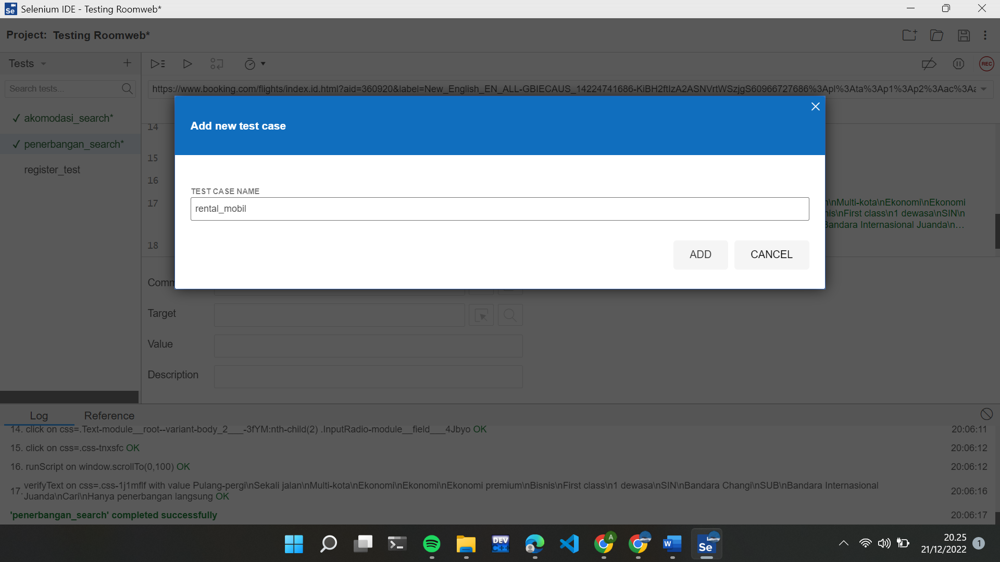 Selenium IDE - Testing Roomweb*
Project: Testing Roomweb*
Tests
REC
Search tests...
https://www.booking.com/flights/index.id.html?aid=360920&label=New_English_EN_ALL-GBIECAUS_14224741686-KiBH2ftIzA2ASNVrtWSzjgS60966727686%3Apl%3Ata%3Ap1%3Ap2%3Aac%3Aa
✓ akomodasi_search*
✓ penerbangan_search*
register_test
14
15
16
17
n\nMulti-kota\nEkonomi\nEkonomi
nis\nFirst class\n1 dewasa\nSIN\n
Bandara Internasional Juanda\n...
18
Add new test case
TEST CASE NAME
rental_mobil
ADD
CANCEL
Comm
Target
Value
Description
Log
Reference
14. click on css=.Text-module__root--variant-body_2___-3fYM:nth-child(2) .InputRadio-module__field___4Jbyo OK 20:06:11
15. click on css=.css-tnxsfc OK 20:06:12
16. runScript on window.scrollTo(0,100) OK 20:06:12
17. verifyText on css=.css-1j1mflf with value Pulang-pergi\nSekali jalan\nMulti-kota\nEkonomi\nEkonomi\nEkonomi premium\nBisnis\nFirst class\n1 dewasa\nSIN\nBandara Changi\nSUB\nBandara Internasional
Juanda\nCari\nHanya penerbangan langsung OK 20:06:16
'penerbangan_search' completed successfully 20:06:17
DEV
C++
A
W
Se
20.25
21/12/2022
1